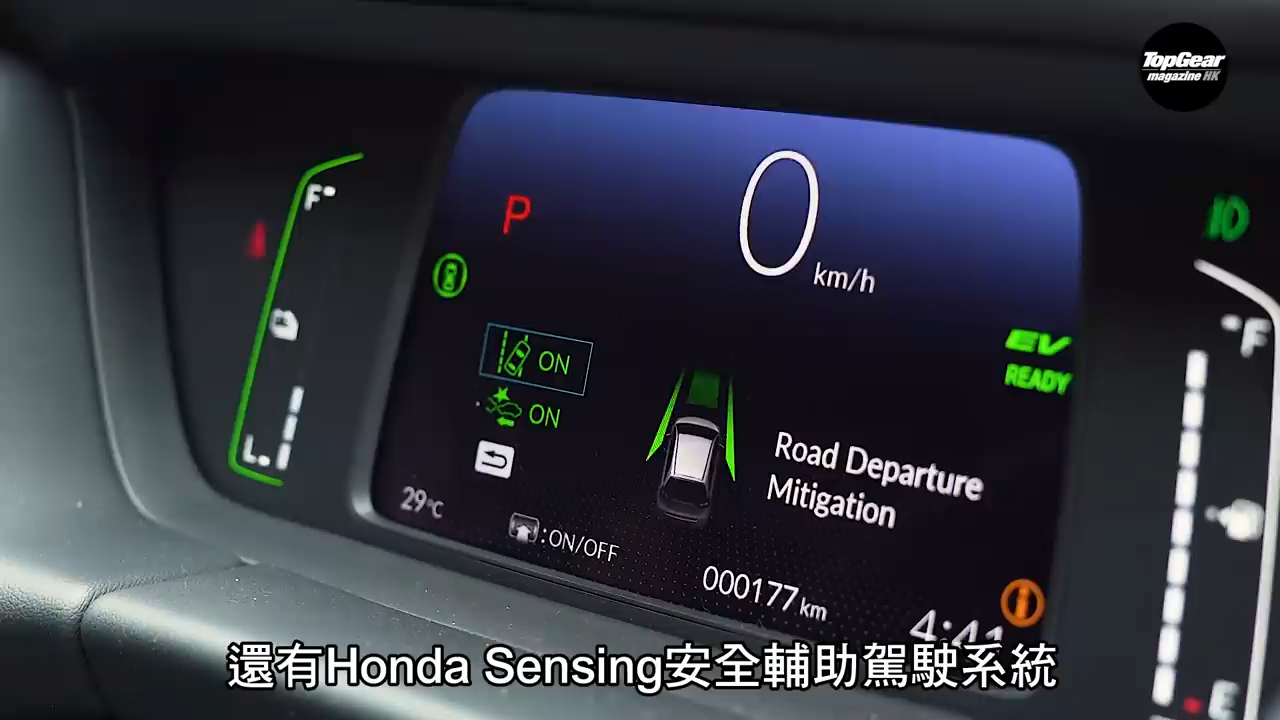 TopGear
magazine HK
F
P
0
km/h
F
EV
READY
ON
ON
L
Road Departure
Mitigation
29°C
:ON/OFF
000177 km
4:41
E
還有Honda Sensing安全輔助駕駛系統